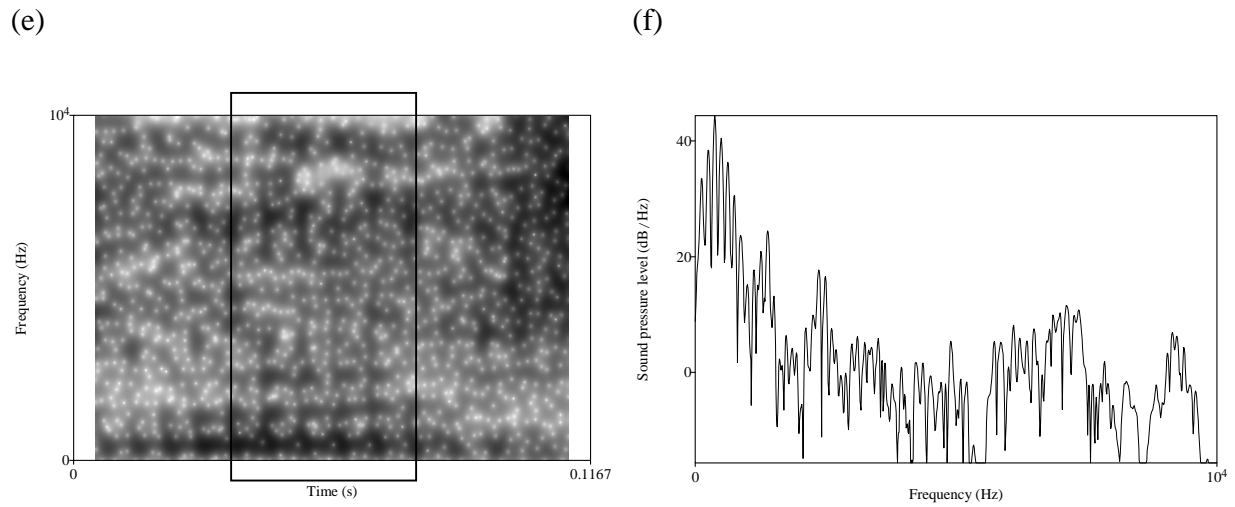 (e)
10⁴
Frequency (Hz)
0
0
Time (s)
0.1167
(f)
40
20
0
Sound pressure level (dB / Hz)
0
Frequency (Hz)
10⁴